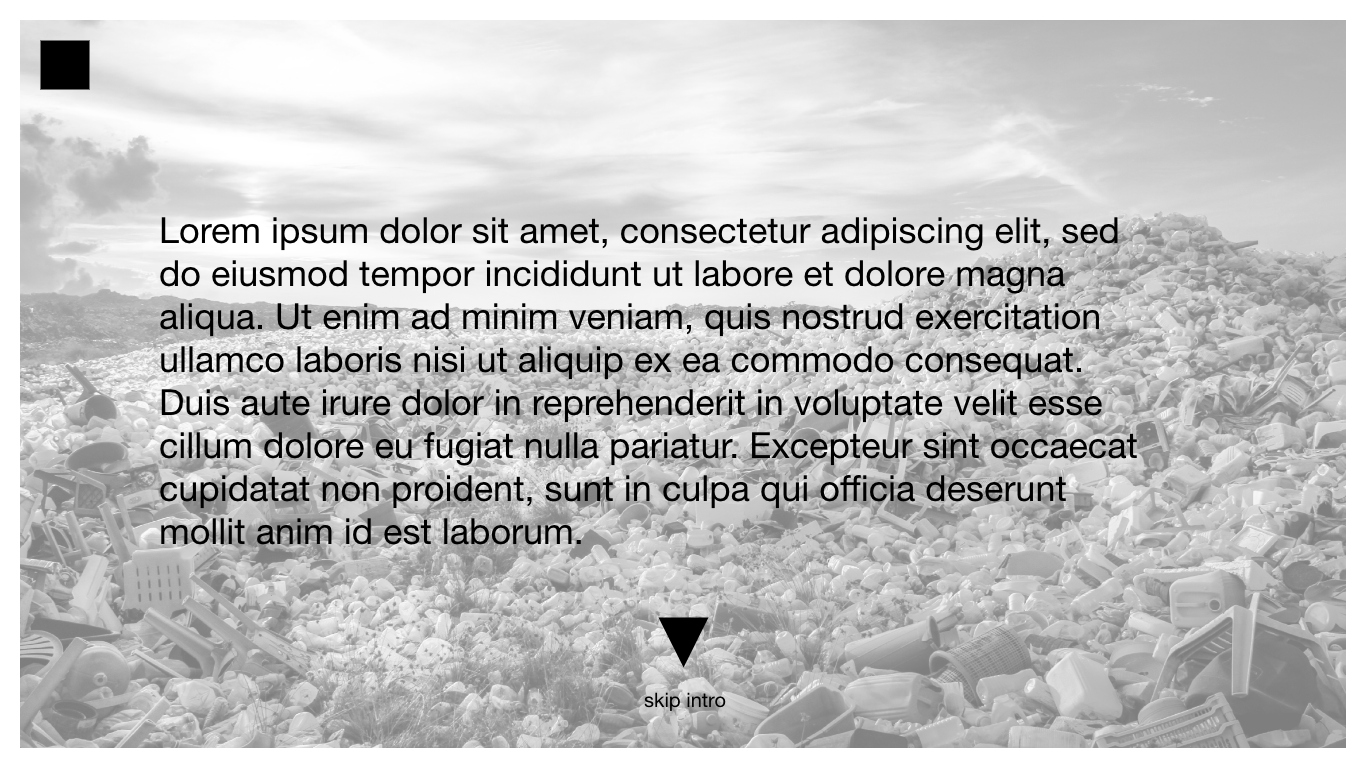 Lorem ipsum dolor sit amet, consectetur adipiscing elit, sed
do eiusmod tempor incididunt ut labore et dolore magna
aliqua. Ut enim ad minim veniam, quis nostrud exercitation
ullamco laboris nisi ut aliquip ex ea commodo consequat.
Duis aute irure dolor in reprehenderit in voluptate velit esse
cillum dolore eu fugiat nulla pariatur. Excepteur sint occaecat
cupidatat non proident, sunt in culpa qui officia deserunt
mollit anim id est laborum.
skip intro